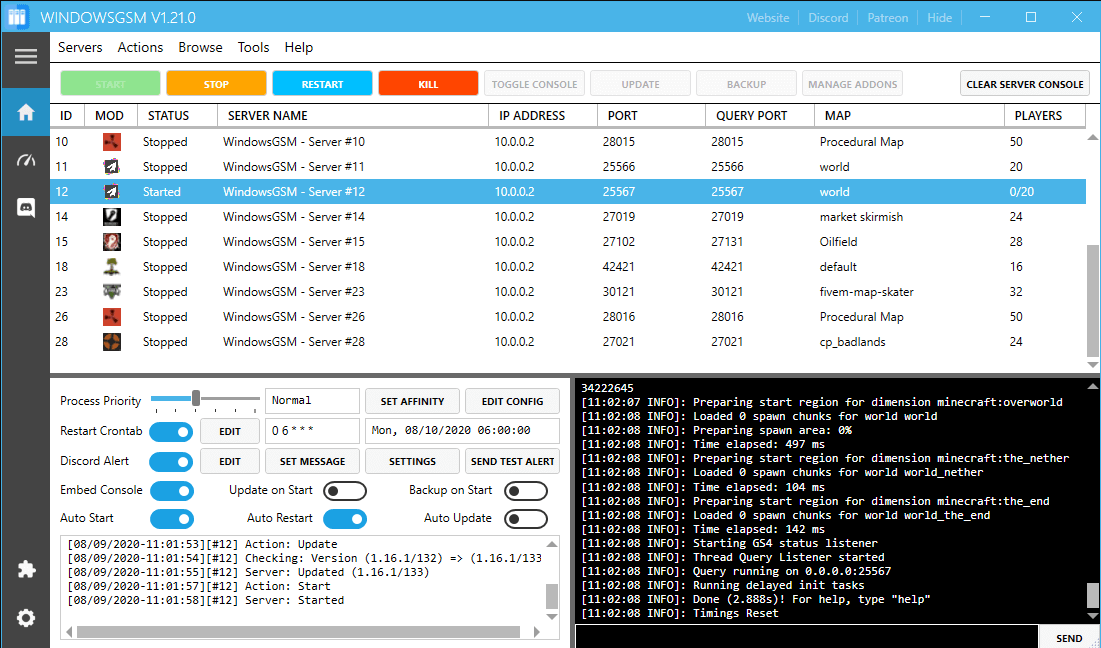 WINDOWSGSM V1.21.0 Website Discord Patreon Hide
Servers Actions Browse Tools Help
START STOP RESTART KILL TOGGLE CONSOLE UPDATE BACKUP MANAGE ADDONS CLEAR SERVER CONSOLE
ID MOD STATUS SERVER NAME IP ADDRESS PORT QUERY PORT MAP PLAYERS
10 Stopped WindowsGSM - Server #10 10.0.0.2 28015 28015 Procedural Map 50
11 Stopped WindowsGSM - Server #11 10.0.0.2 25566 25566 world 20
12 Started WindowsGSM - Server #12 10.0.0.2 25567 25567 world 0/20
14 Stopped WindowsGSM - Server #14 10.0.0.2 27019 27019 market skirmish 24
15 Stopped WindowsGSM - Server #15 10.0.0.2 27102 27131 Oilfield 28
18 Stopped WindowsGSM - Server #18 10.0.0.2 42421 42421 default 16
23 Stopped WindowsGSM - Server #23 10.0.0.2 30121 30121 fivem-map-skater 32
26 Stopped WindowsGSM - Server #26 10.0.0.2 28016 28016 Procedural Map 50
28 Stopped WindowsGSM - Server #28 10.0.0.2 27021 27021 cp_badlands 24
Process Priority Normal SET AFFINITY EDIT CONFIG
Restart Crontab EDIT 0 6 * * * Mon, 08/10/2020 06:00:00
Discord Alert EDIT SET MESSAGE SETTINGS SEND TEST ALERT
Embed Console Update on Start Backup on Start
Auto Start Auto Restart Auto Update
[08/09/2020-11:01:53][#12] Action: Update
[08/09/2020-11:01:54][#12] Checking: Version (1.16.1/132) => (1.16.1/133
[08/09/2020-11:01:55][#12] Server: Updated (1.16.1/133)
[08/09/2020-11:01:57][#12] Action: Start
[08/09/2020-11:01:58][#12] Server: Started
34222645
[11:02:07 INFO]: Preparing start region for dimension minecraft:overworld
[11:02:08 INFO]: Loaded 0 spawn chunks for world world
[11:02:08 INFO]: Preparing spawn area: 0%
[11:02:08 INFO]: Time elapsed: 497 ms
[11:02:08 INFO]: Preparing start region for dimension minecraft:the_nether
[11:02:08 INFO]: Loaded 0 spawn chunks for world world_nether
[11:02:08 INFO]: Time elapsed: 104 ms
[11:02:08 INFO]: Preparing start region for dimension minecraft:the_end
[11:02:08 INFO]: Loaded 0 spawn chunks for world world_the_end
[11:02:08 INFO]: Time elapsed: 142 ms
[11:02:08 INFO]: Starting GS4 status listener
[11:02:08 INFO]: Thread Query Listener started
[11:02:08 INFO]: Query running on 0.0.0.0:25567
[11:02:08 INFO]: Running delayed init tasks
[11:02:08 INFO]: Done (2.888s)! For help, type "help"
[11:02:08 INFO]: Timings Reset
SEND